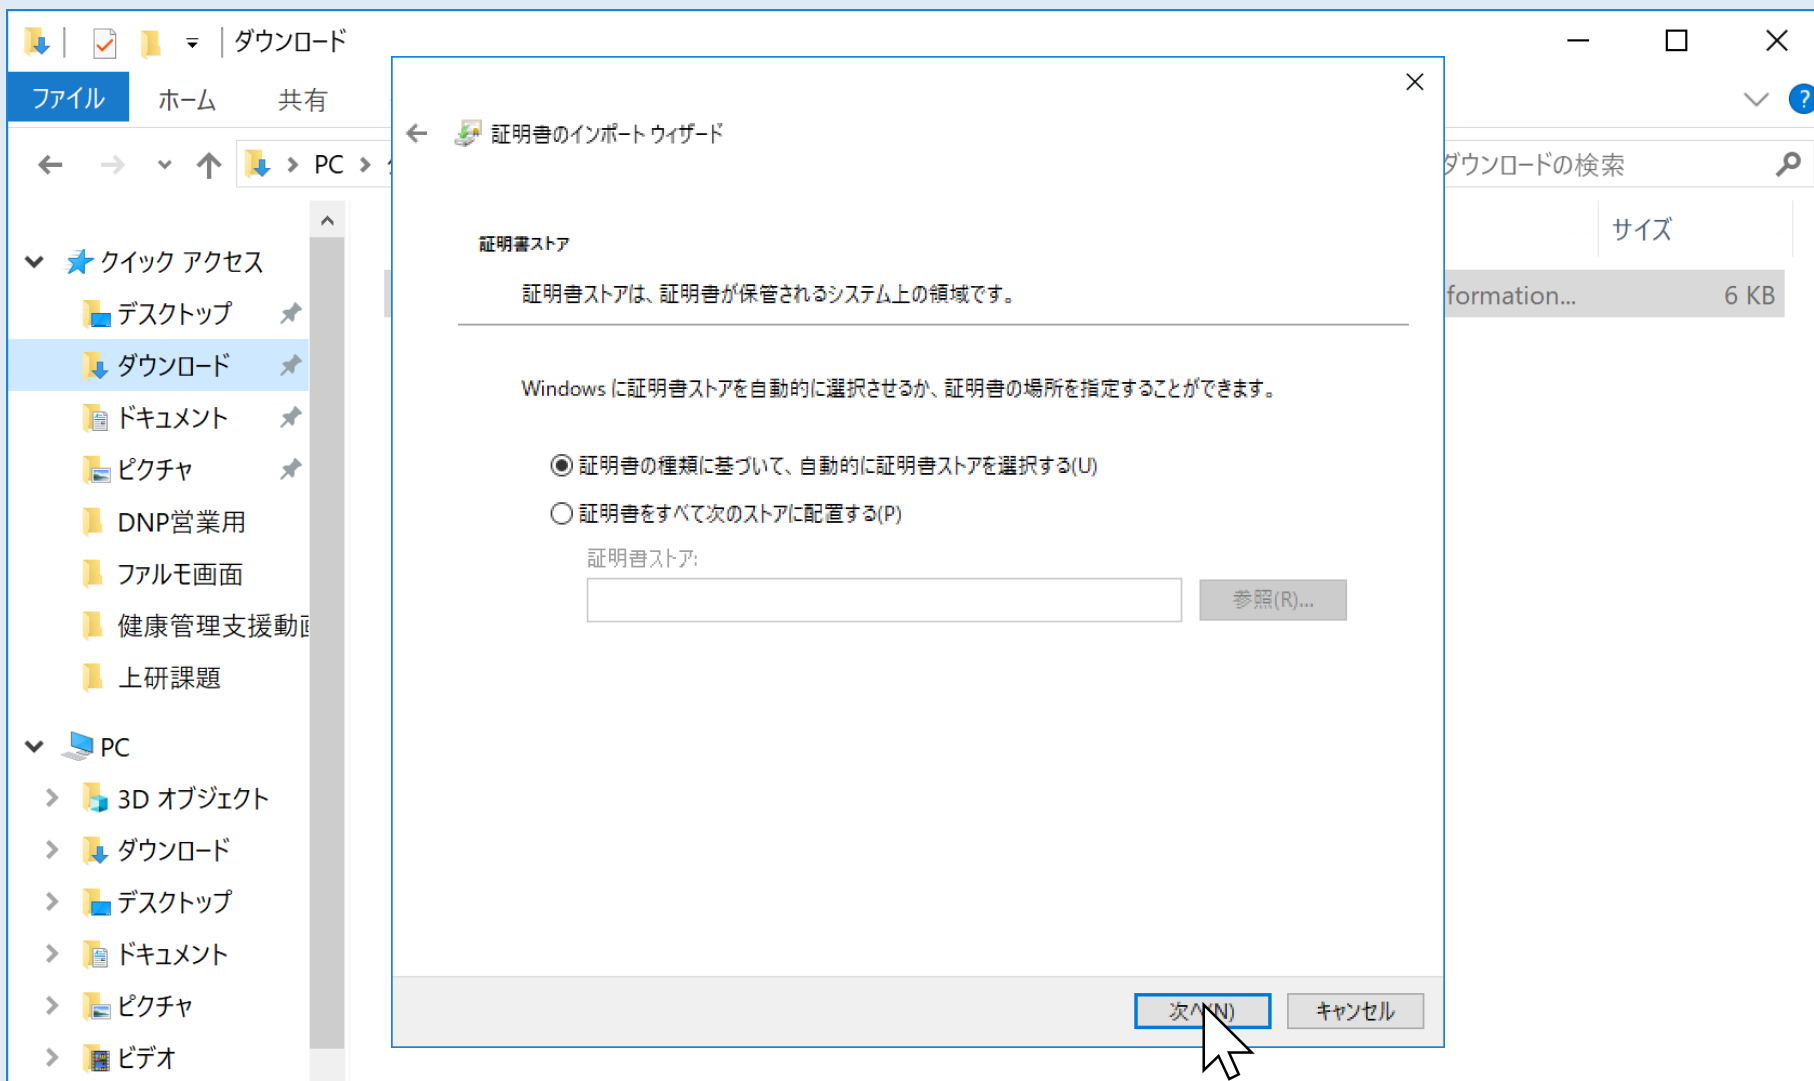 ダウンロード
ファイル ホーム 共有
PC
ダウンロードの検索
サイズ
formation... 6 KB
クイック アクセス
デスクトップ
ダウンロード
ドキュメント
ピクチャ
DNP営業用
ファルモ画面
健康管理支援動画
上研課題
PC
3D オブジェクト
ダウンロード
デスクトップ
ドキュメント
ピクチャ
ビデオ
証明書のインポート ウィザード
証明書ストア
証明書ストアは、証明書が保管されるシステム上の領域です。
Windows に証明書ストアを自動的に選択させるか、証明書の場所を指定することができます。
証明書の種類に基づいて、自動的に証明書ストアを選択する(U)
証明書をすべて次のストアに配置する(P)
証明書ストア:
参照(R)...
次へ(N) キャンセル